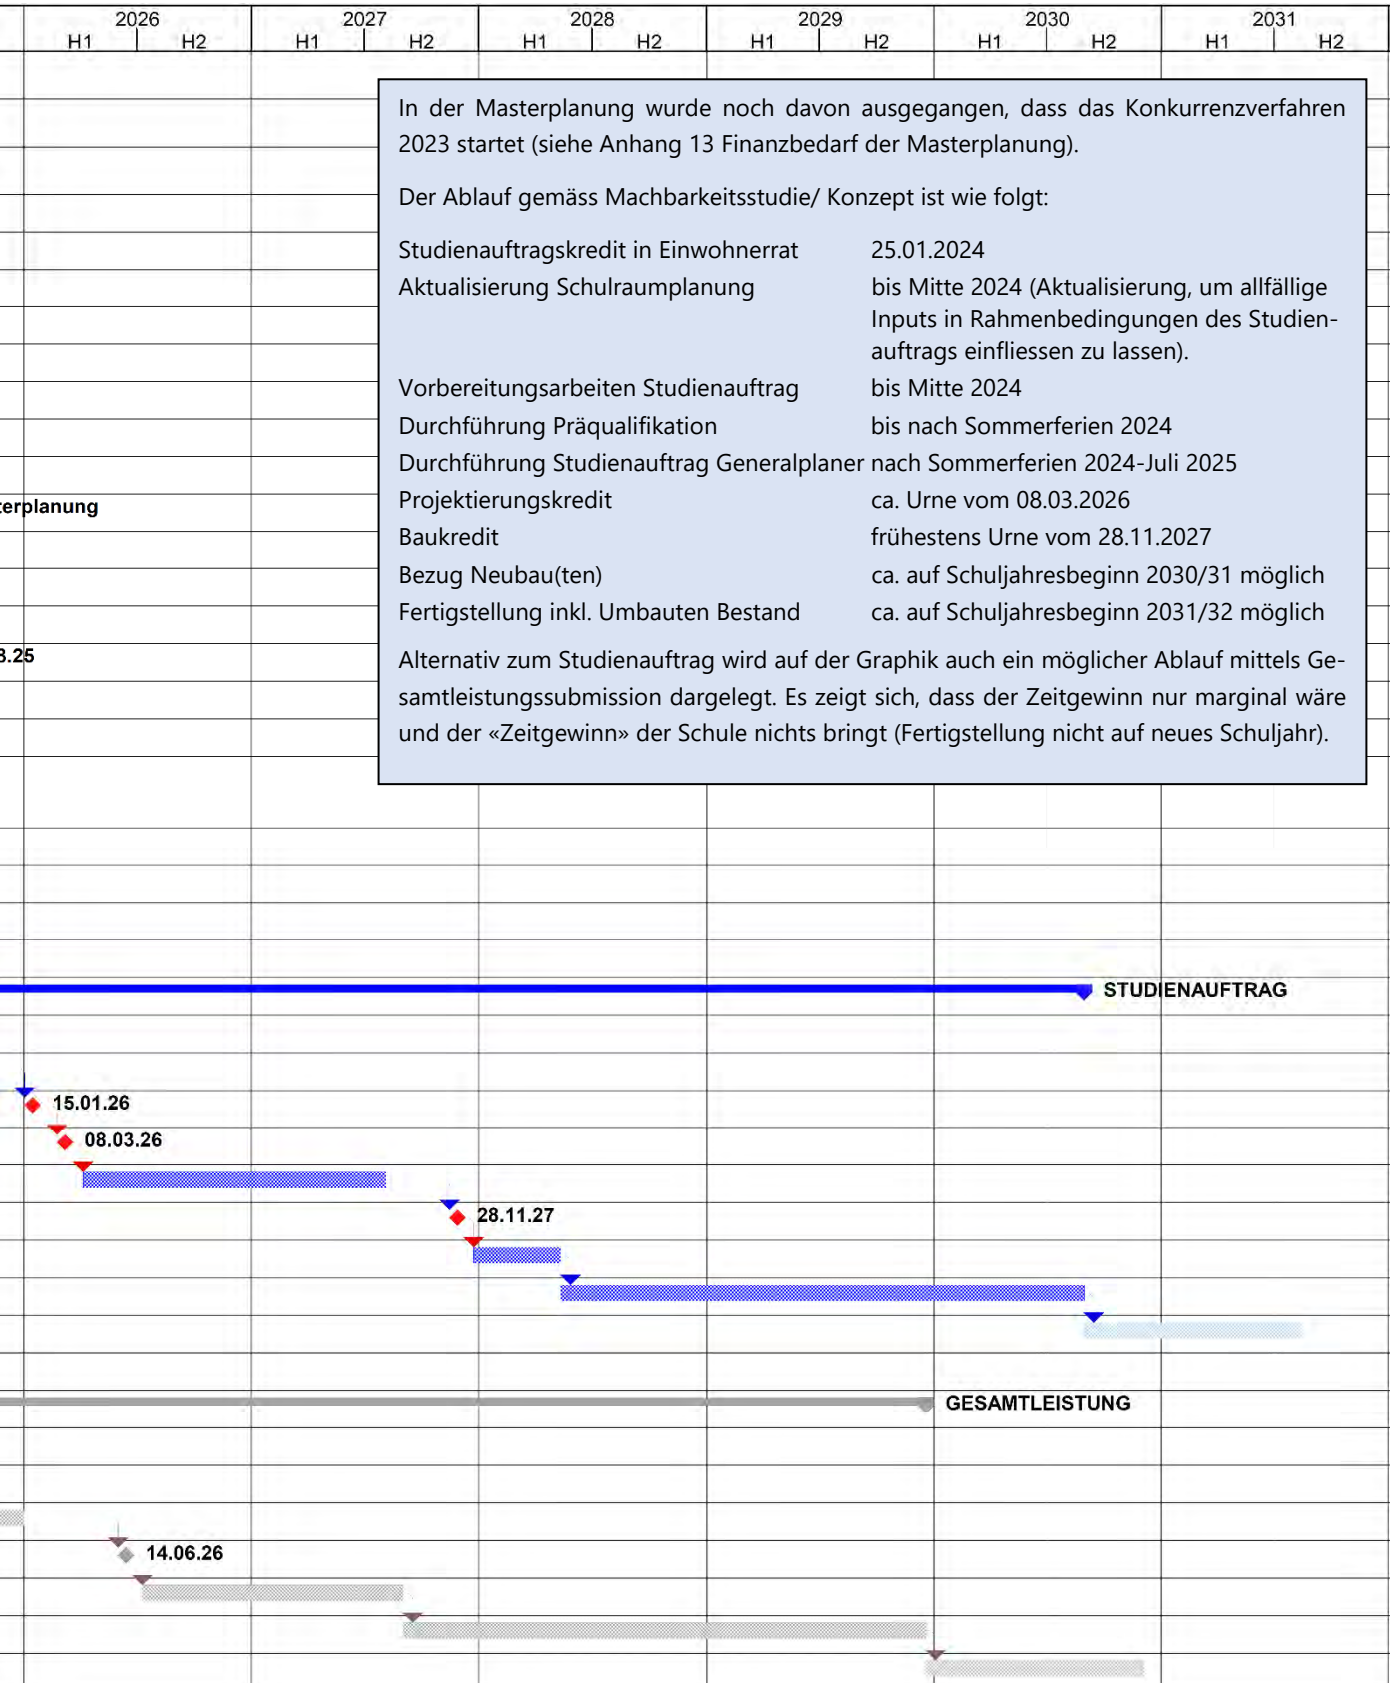 2026 2027 2028 2029 2030 2031
H1 H2 H1 H2 H1 H2 H1 H2 H1 H2 H1 H2
In der Masterplanung wurde noch davon ausgegangen, dass das Konkurrenzverfahren
2023 startet (siehe Anhang 13 Finanzbedarf der Masterplanung).
Der Ablauf gemäss Machbarkeitsstudie/ Konzept ist wie folgt:
Studienauftragskredit in Einwohnerrat 25.01.2024
Aktualisierung Schulraumplanung bis Mitte 2024 (Aktualisierung, um allfällige
Inputs in Rahmenbedingungen des Studien-
auftrags einfliessen zu lassen).
Vorbereitungsarbeiten Studienauftrag bis Mitte 2024
Durchführung Präqualifikation bis nach Sommerferien 2024
Durchführung Studienauftrag Generalplaner nach Sommerferien 2024-Juli 2025
Projektierungskredit ca. Urne vom 08.03.2026
Baukredit frühestens Urne vom 28.11.2027
Bezug Neubau(ten) ca. auf Schuljahresbeginn 2030/31 möglich
Fertigstellung inkl. Umbauten Bestand ca. auf Schuljahresbeginn 2031/32 möglich
Alternativ zum Studienauftrag wird auf der Graphik auch ein möglicher Ablauf mittels Ge-
samtleistungssubmission dargelegt. Es zeigt sich, dass der Zeitgewinn nur marginal wäre
und der «Zeitgewinn» der Schule nichts bringt (Fertigstellung nicht auf neues Schuljahr).
terplanung
8.25
STUDIENAUFTRAG
15.01.26
08.03.26
28.11.27
GESAMTLEISTUNG
14.06.26